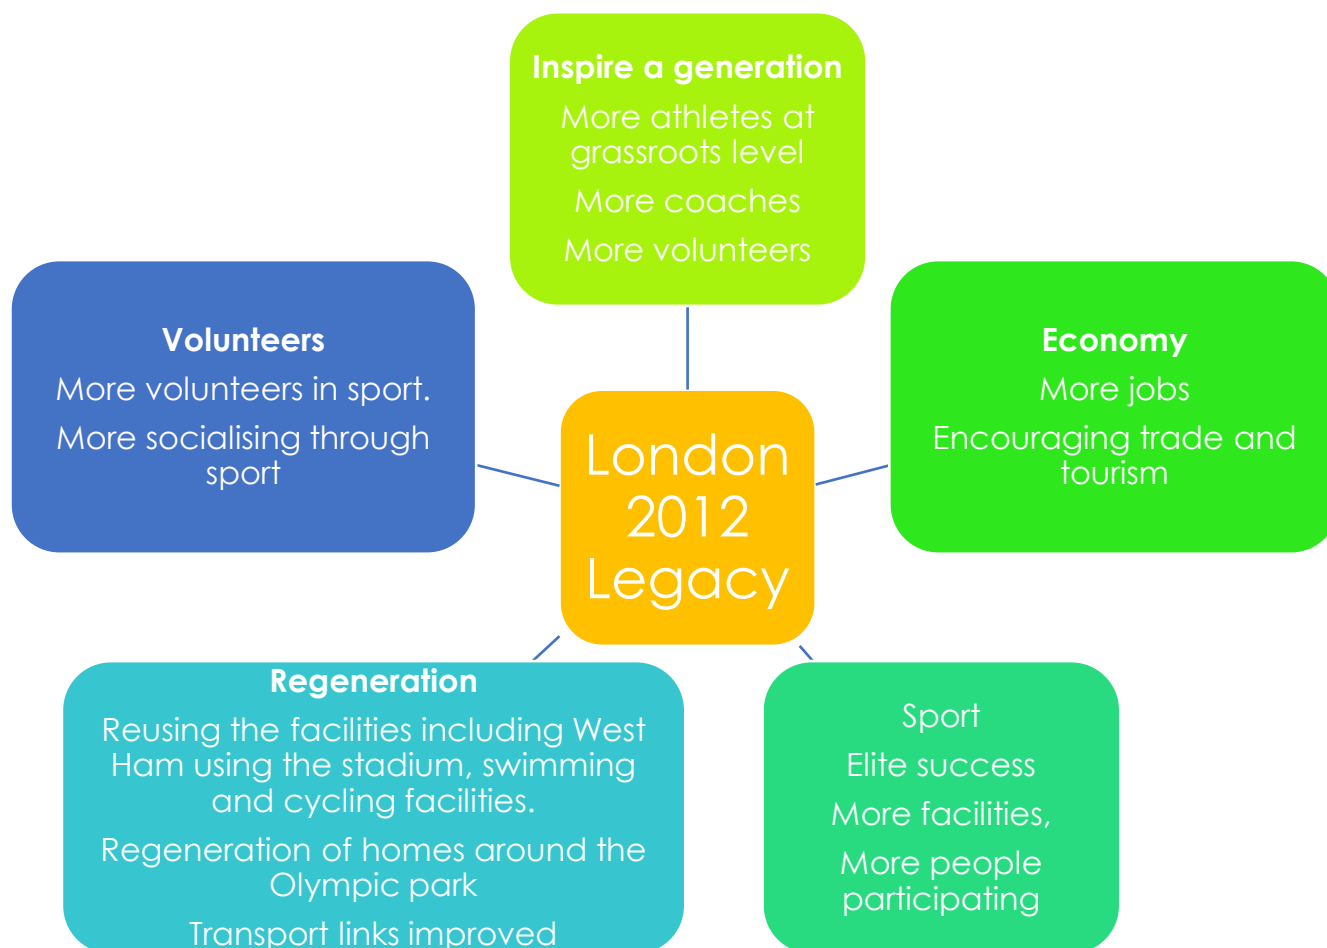 Inspire a generation
More athletes at
grassroots level
More coaches
More volunteers
Volunteers
More volunteers in sport.
More socialising through
sport
Economy
More jobs
Encouraging trade and
tourism
London
2012
Legacy
Regeneration
Reusing the facilities including West
Ham using the stadium, swimming
and cycling facilities.
Regeneration of homes around the
Olympic park
Transport links improved
Sport
Elite success
More facilities,
More people
participating